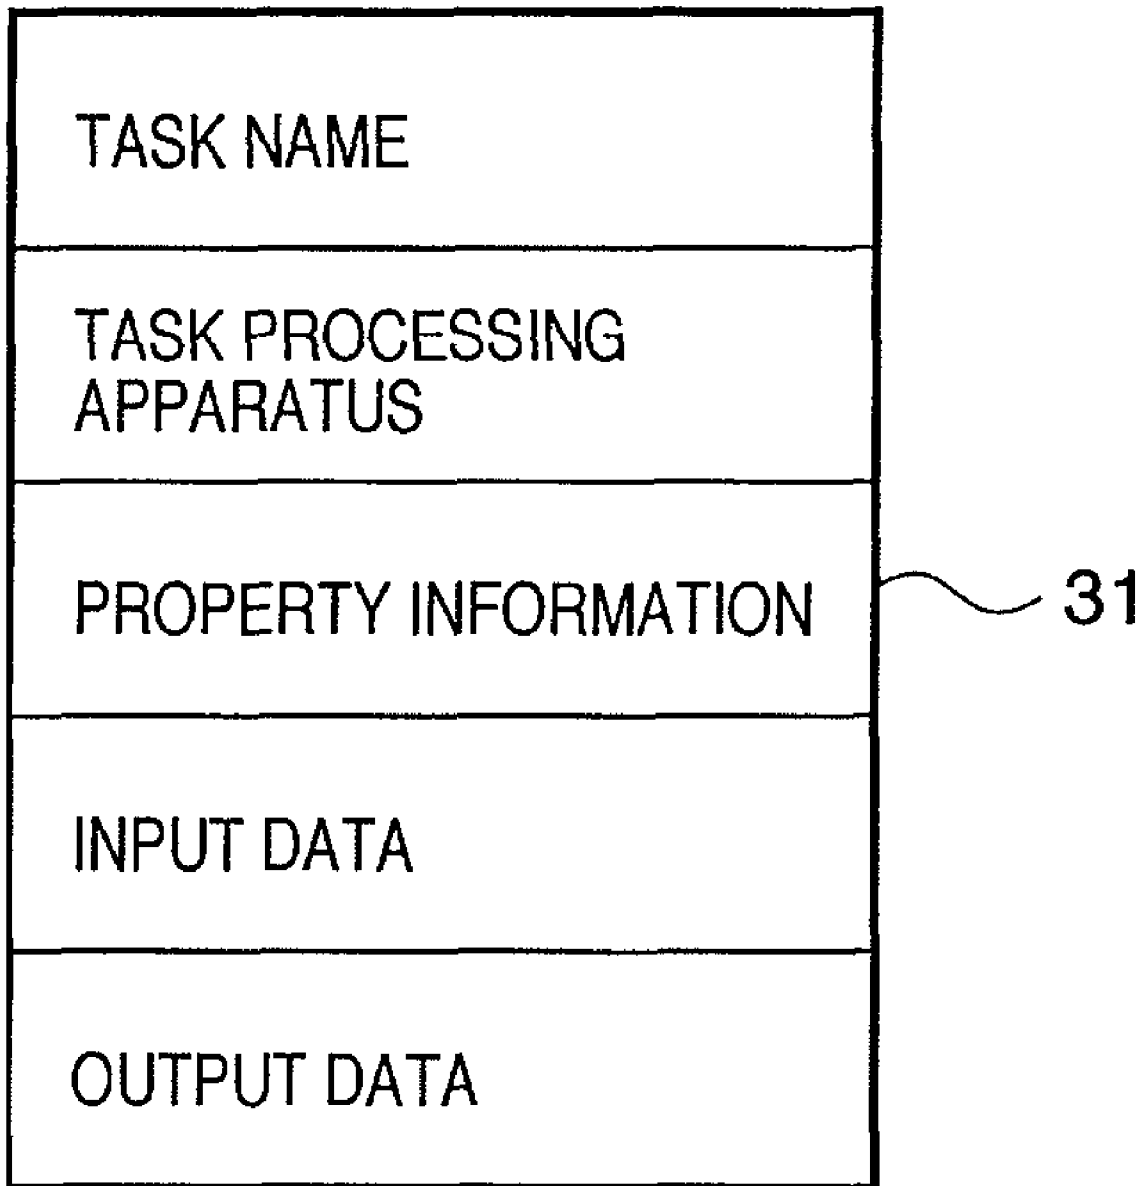 TASK NAME
TASK PROCESSING
APPARATUS
PROPERTY INFORMATION
31
INPUT DATA
OUTPUT DATA